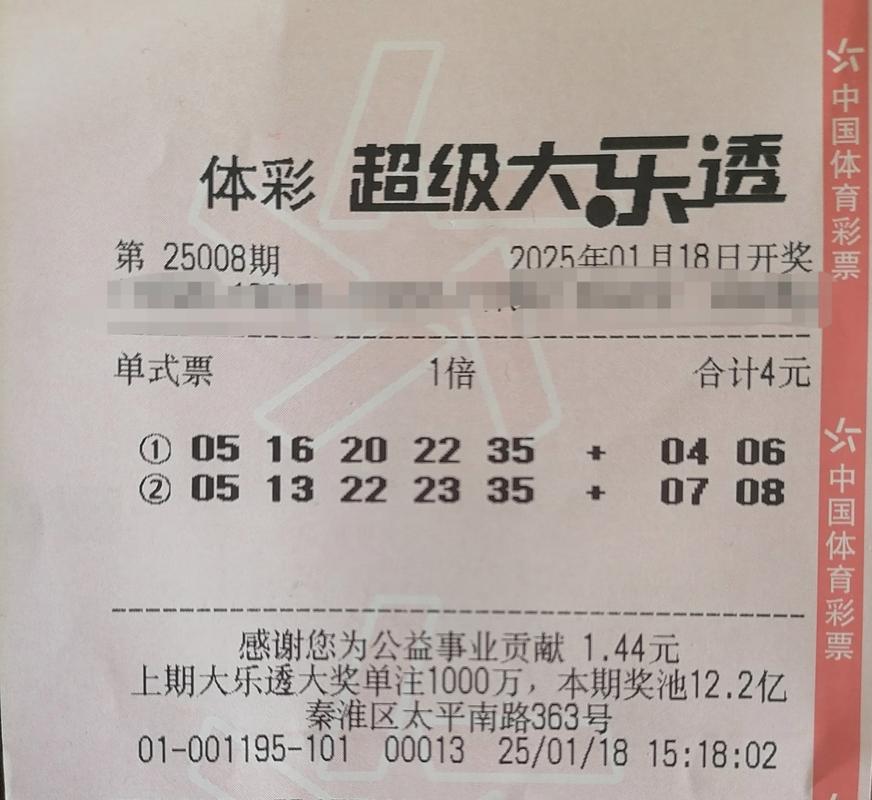 体彩 超级大乐透
第 25008期 2025年01月18日开奖
单式票 1倍 合计4元
① 05 16 20 22 35 + 04 06
② 05 13 22 23 35 + 07 08
感谢您为公益事业贡献 1.44元
上期大乐透大奖单注1000万，本期奖池12.2亿
秦淮区太平南路363号
01-001195-101 00013 25/01/18 15:18:02
中国体育彩票
中国体育彩票